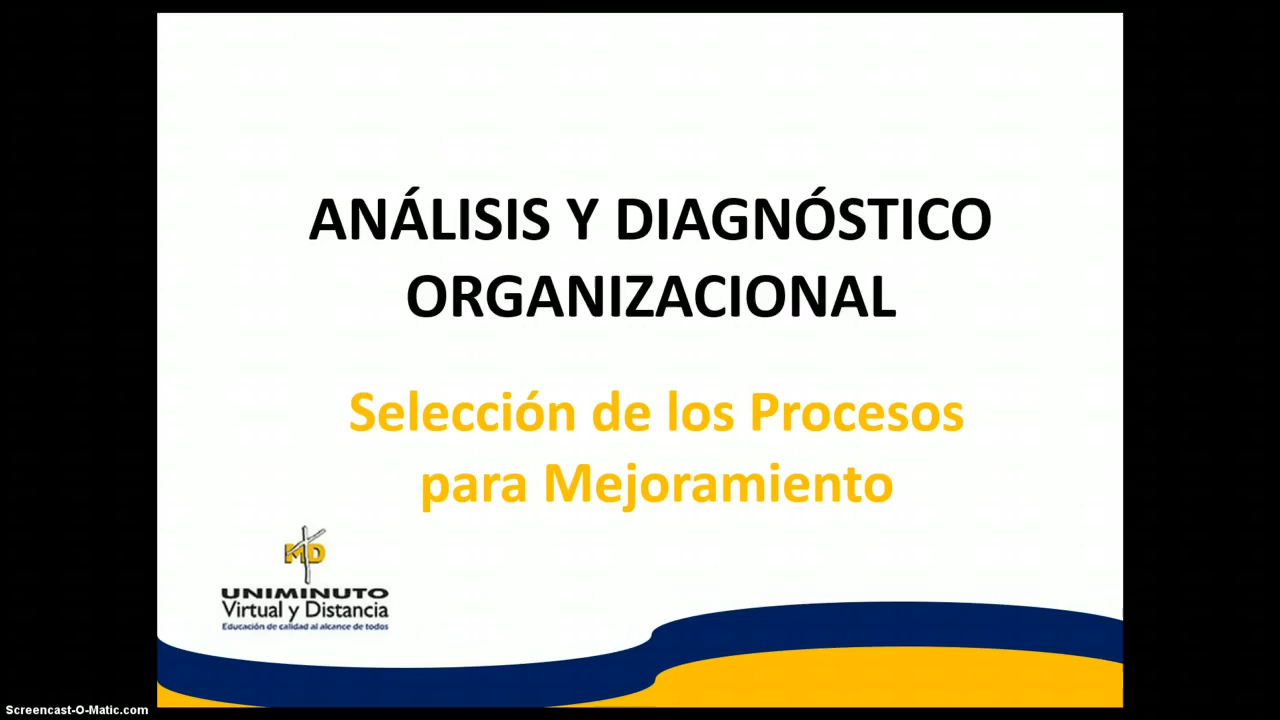 ANÁLISIS Y DIAGNÓSTICO
ORGANIZACIONAL
Selección de los Procesos
para Mejoramiento
MD
UNIMINUTO
Virtual y Distancia
Educación de calidad al alcance de todos
Screencast-O-Matic.com